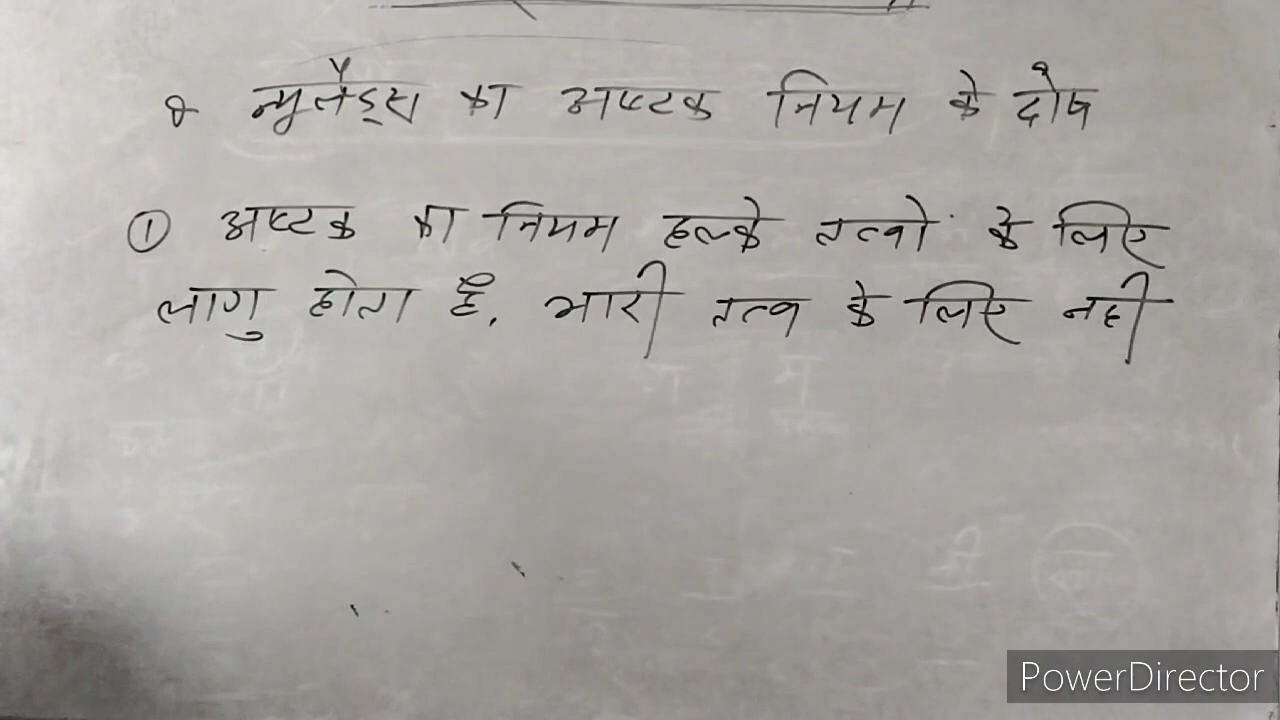 न्यूलैंड्स का अष्टक नियम के दोष
① अष्टक का नियम हल्के तत्वो के लिए
लागु होता है, भारी तत्व के लिए नही
PowerDirector